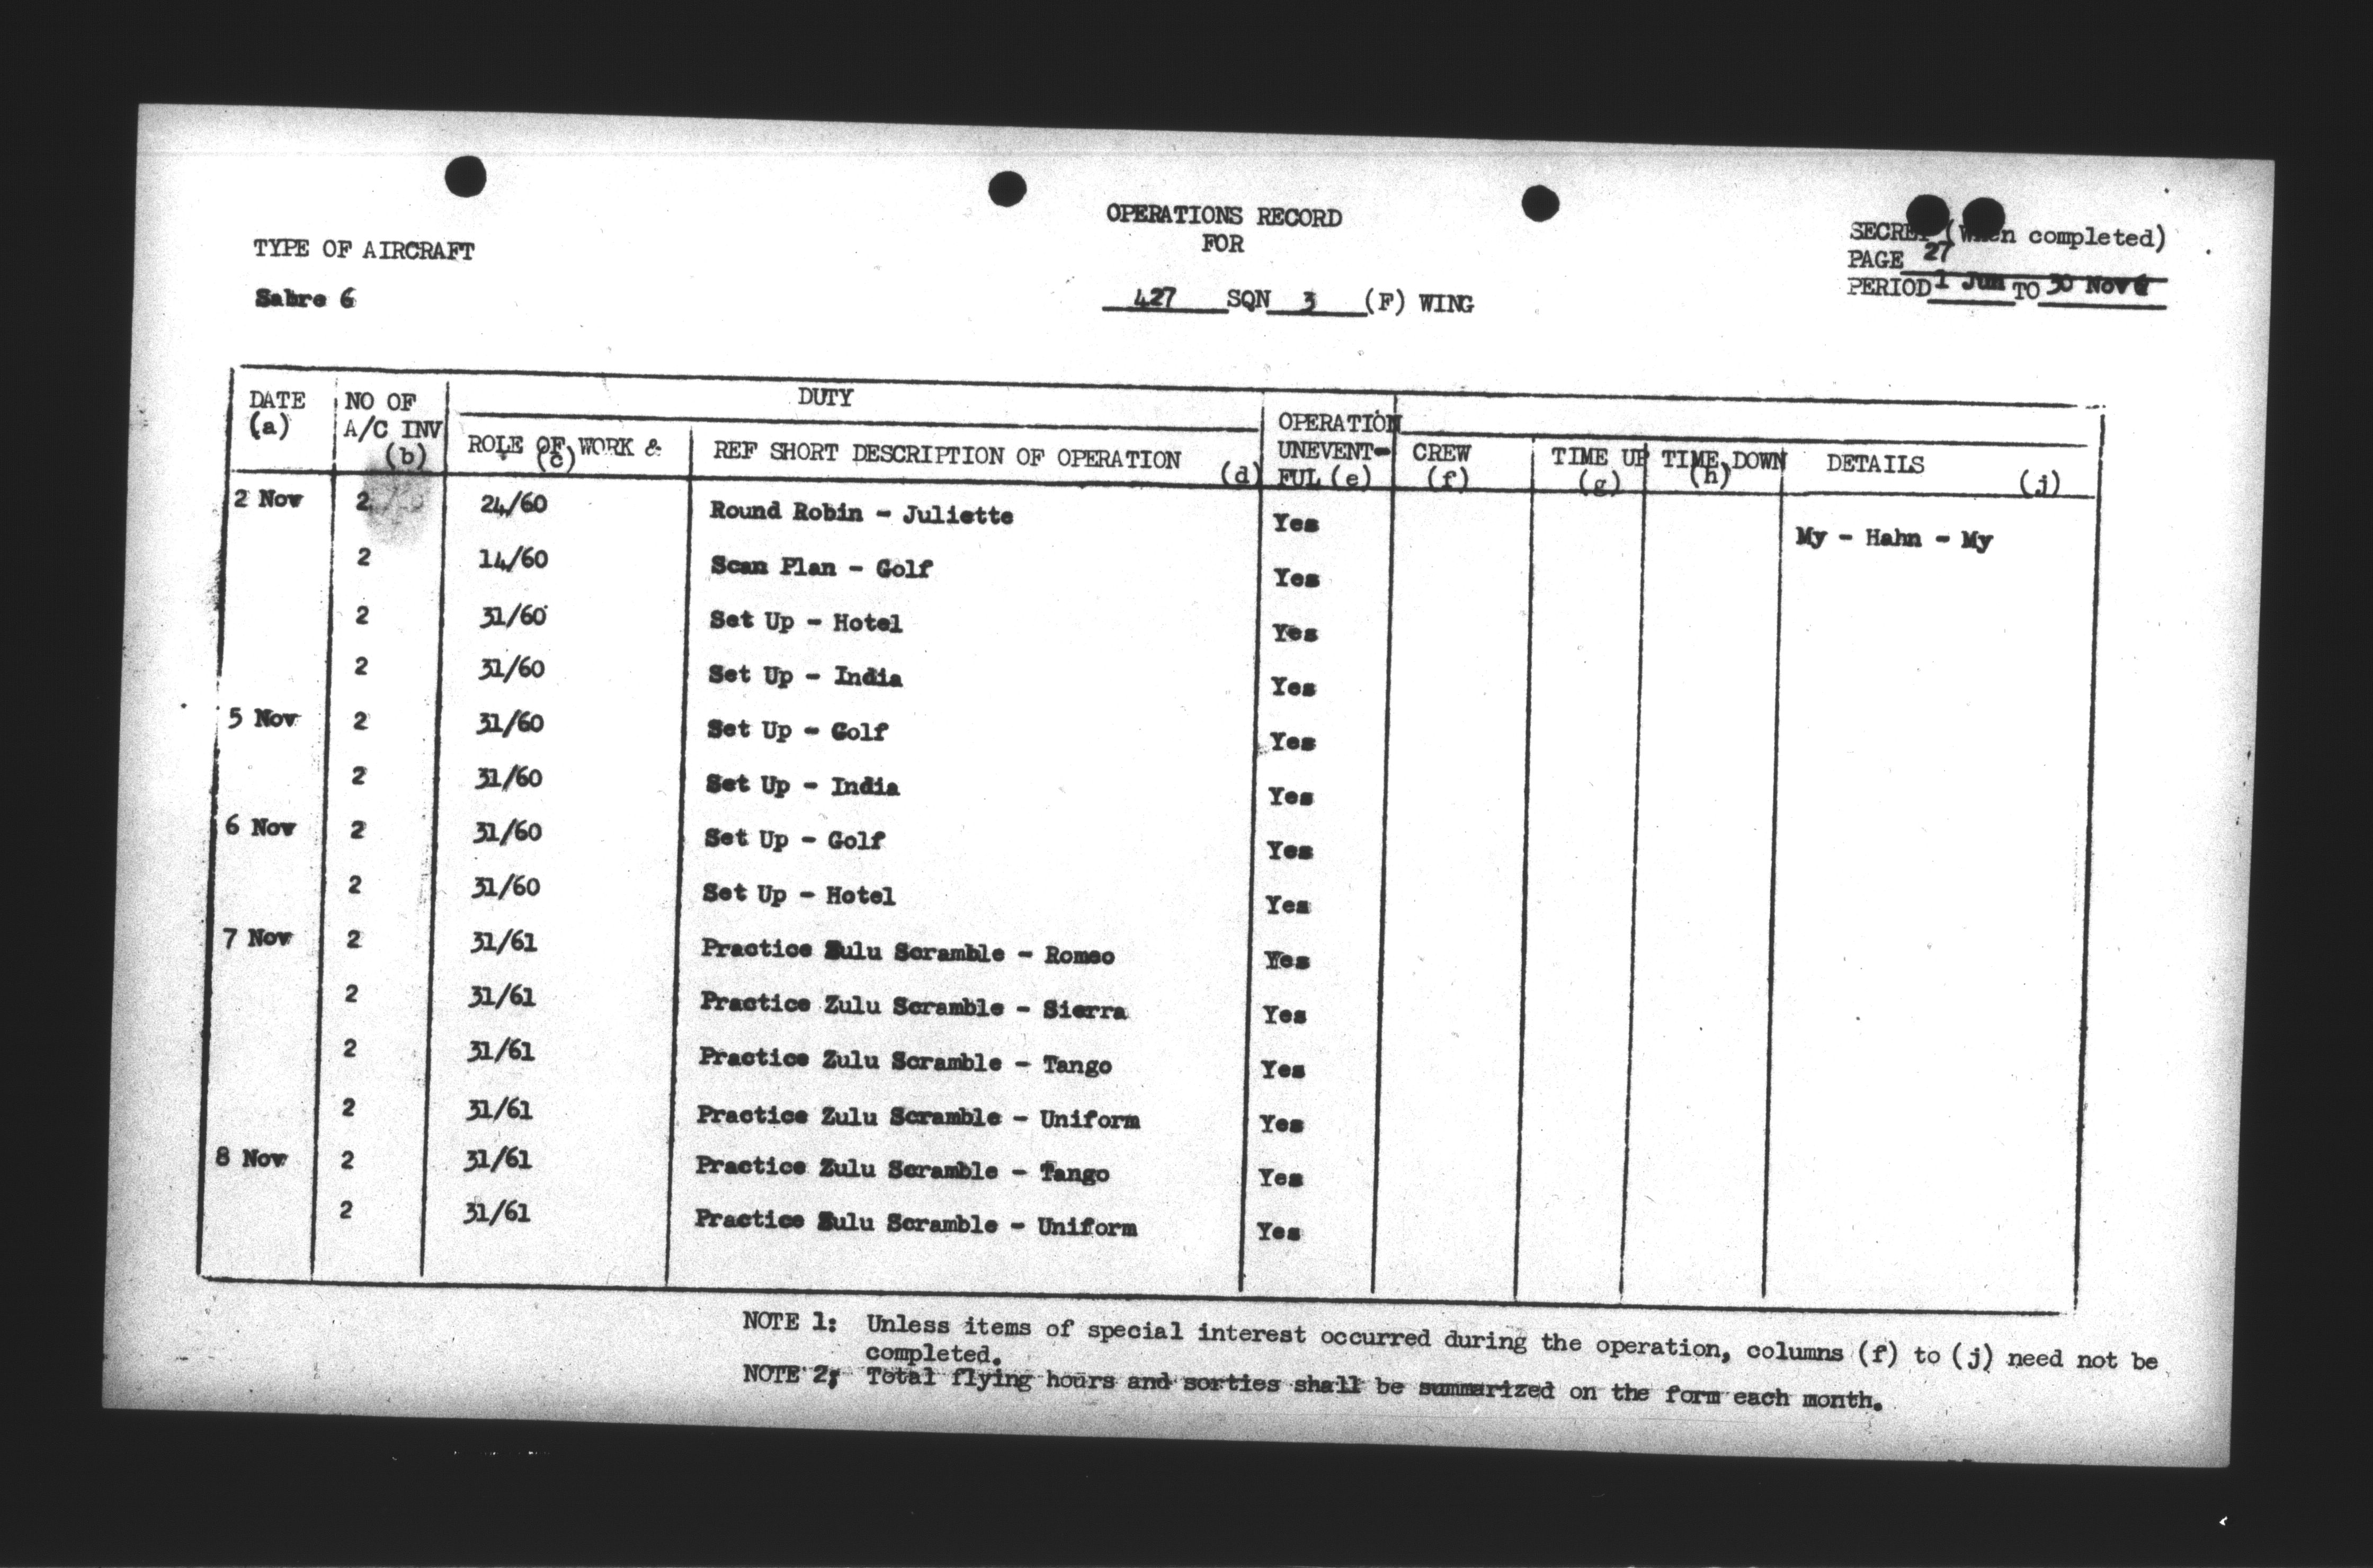 OPERATIONS RECORD
FOR
TYPE OF AIRCRAFT
Sabre 6
427 SQN 3 (F) WING
SECRET (When completed)
PAGE 27
PERIOD 1 Jun TO 30 Nov
DATE (a) NO OF A/C INV (b) DUTY ROLE OF WORK & (c) REF SHORT DESCRIPTION OF OPERATION (d) OPERATION UNEVENT-FUL (e) CREW (f) TIME UP (g) TIME DOWN (h) DETAILS (j)
2 Nov 2 24/60 Round Robin - Juliette Yes My - Hahn - My
2 14/60 Scan Plan - Golf Yes
2 31/60 Set Up - Hotel Yes
2 31/60 Set Up - India Yes
5 Nov 2 31/60 Set Up - Golf Yes
2 31/60 Set Up - India Yes
6 Nov 2 31/60 Set Up - Golf Yes
2 31/60 Set Up - Hotel Yes
7 Nov 2 31/61 Practice Zulu Scramble - Romeo Yes
2 31/61 Practice Zulu Scramble - Sierra Yes
2 31/61 Practice Zulu Scramble - Tango Yes
2 31/61 Practice Zulu Scramble - Uniform Yes
8 Nov 2 31/61 Practice Zulu Scramble - Tango Yes
2 31/61 Practice Zulu Scramble - Uniform Yes
NOTE 1: Unless items of special interest occurred during the operation, columns (f) to (j) need not be
completed.
NOTE 2: Total flying hours and sorties shall be summarized on the form each month.